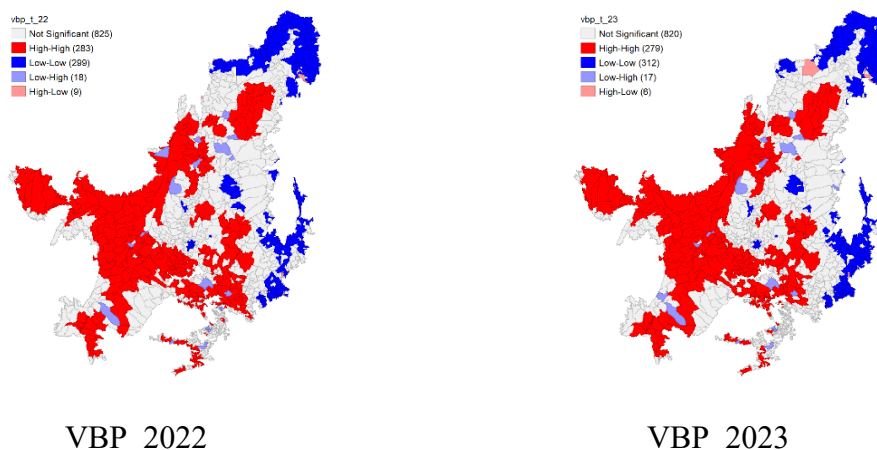 vbp_t_22
Not Significant (825)
High-High (283)
Low-Low (299)
Low-High (18)
High-Low (9)
vbp_t_23
Not Significant (820)
High-High (279)
Low-Low (312)
Low-High (17)
High-Low (6)
VBP 2022
VBP 2023